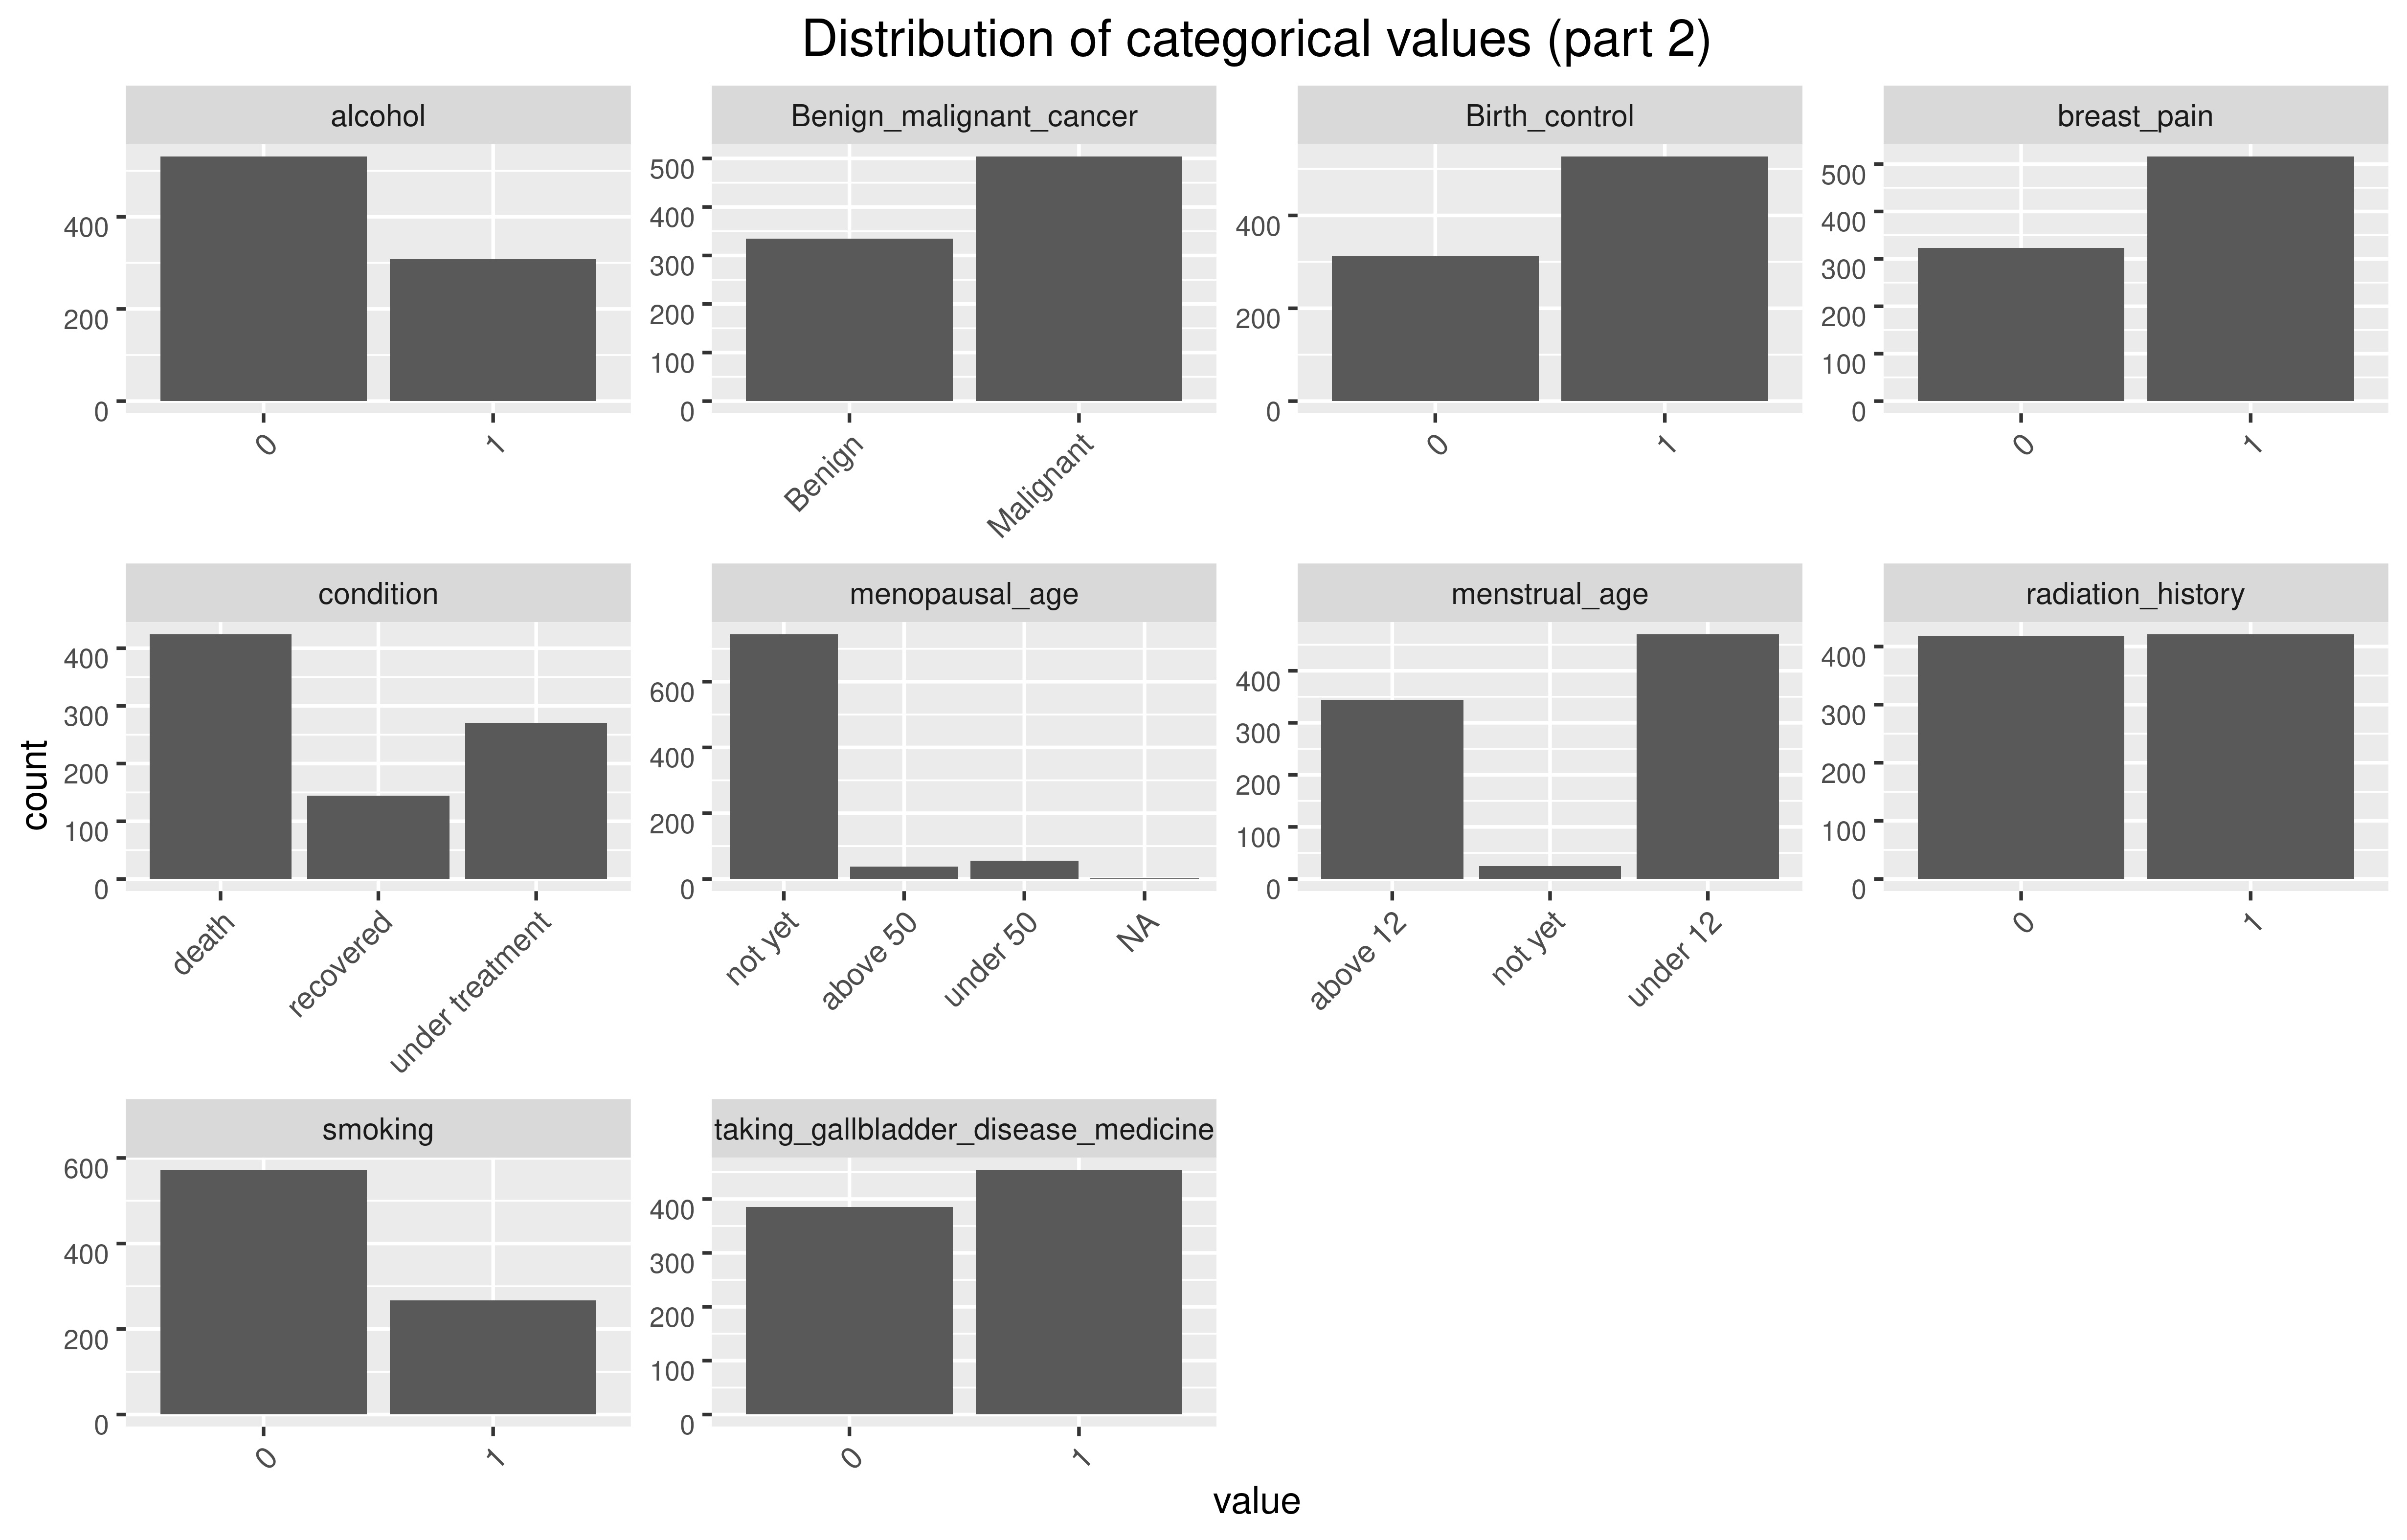 Distribution of categorical values (part 2)
alcohol
400
200
0
0
1
Benign_malignant_cancer
500
400
300
200
100
0
Benign
Malignant
Birth_control
400
200
0
0
1
breast_pain
500
400
300
200
100
0
0
1
count
condition
400
300
200
100
0
death
recovered
under treatment
menopausal_age
600
400
200
0
not yet
above 50
under 50
NA
menstrual_age
400
300
200
100
0
above 12
not yet
under 12
radiation_history
400
300
200
100
0
0
1
smoking
600
400
200
0
0
1
taking_gallbladder_disease_medicine
400
300
200
100
0
0
1
value